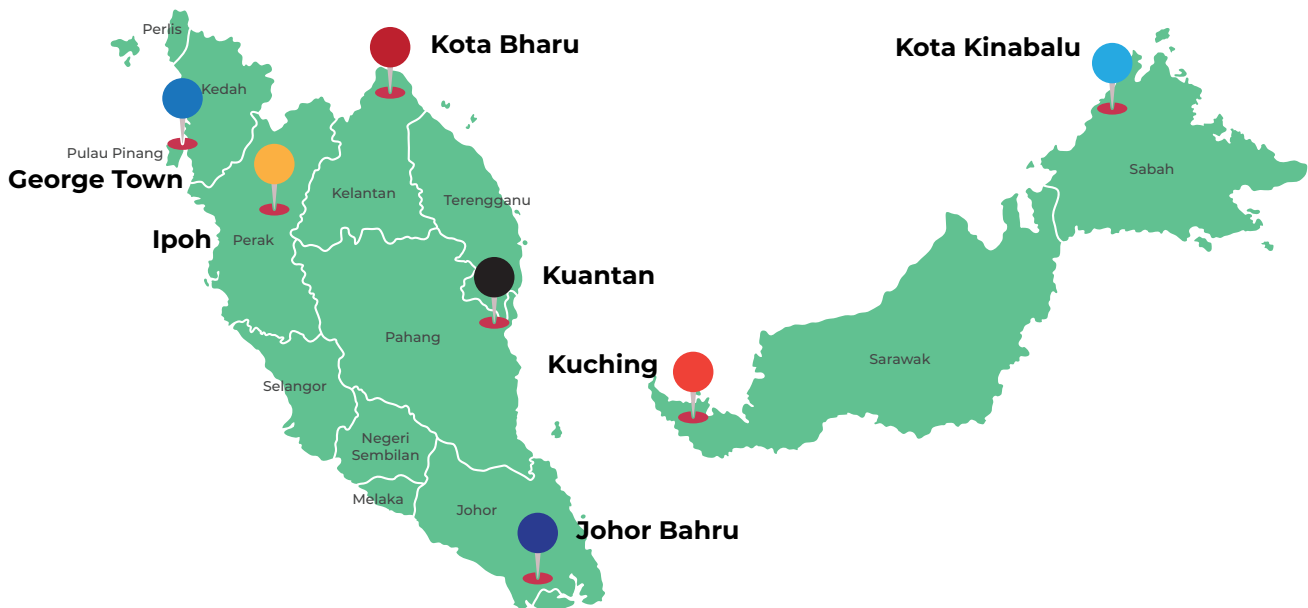 Perlis
Kota Bharu
Kota Kinabalu
Kedah
Pulau Pinang
George Town
Kelantan
Terengganu
Sabah
Ipoh
Perak
Kuantan
Pahang
Kuching
Sarawak
Selangor
Negeri
Sembilan
Melaka
Johor
Johor Bahru